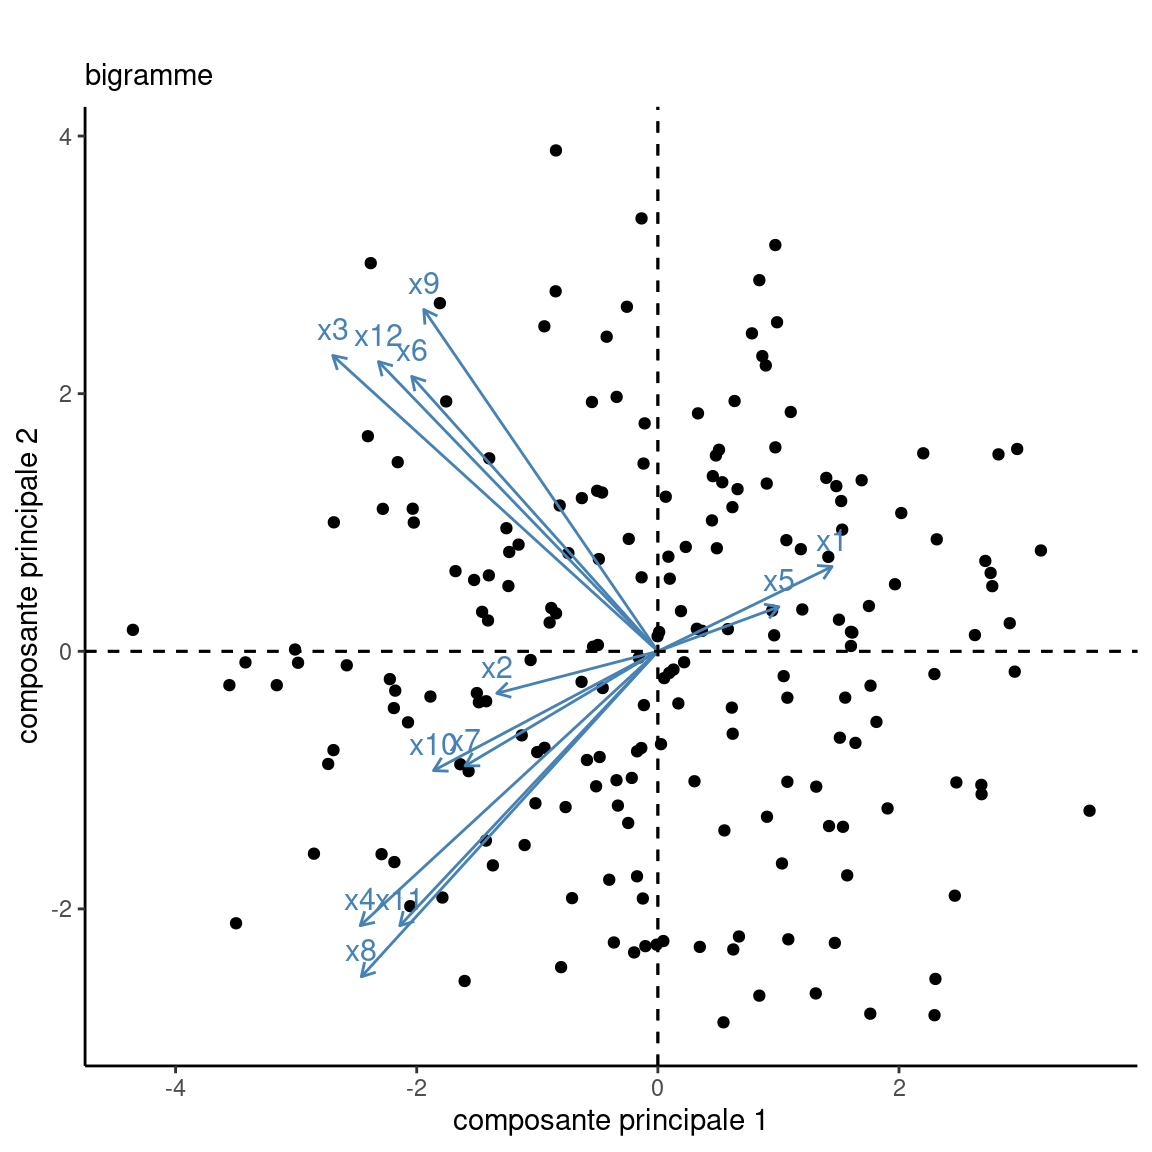 bigramme
4
x9
x3 x12
x6
2
x1
x5
0
x2
x10 x7
x4 x11
-2
x8
-4 -2 0 2
composante principale 1
composante principale 2